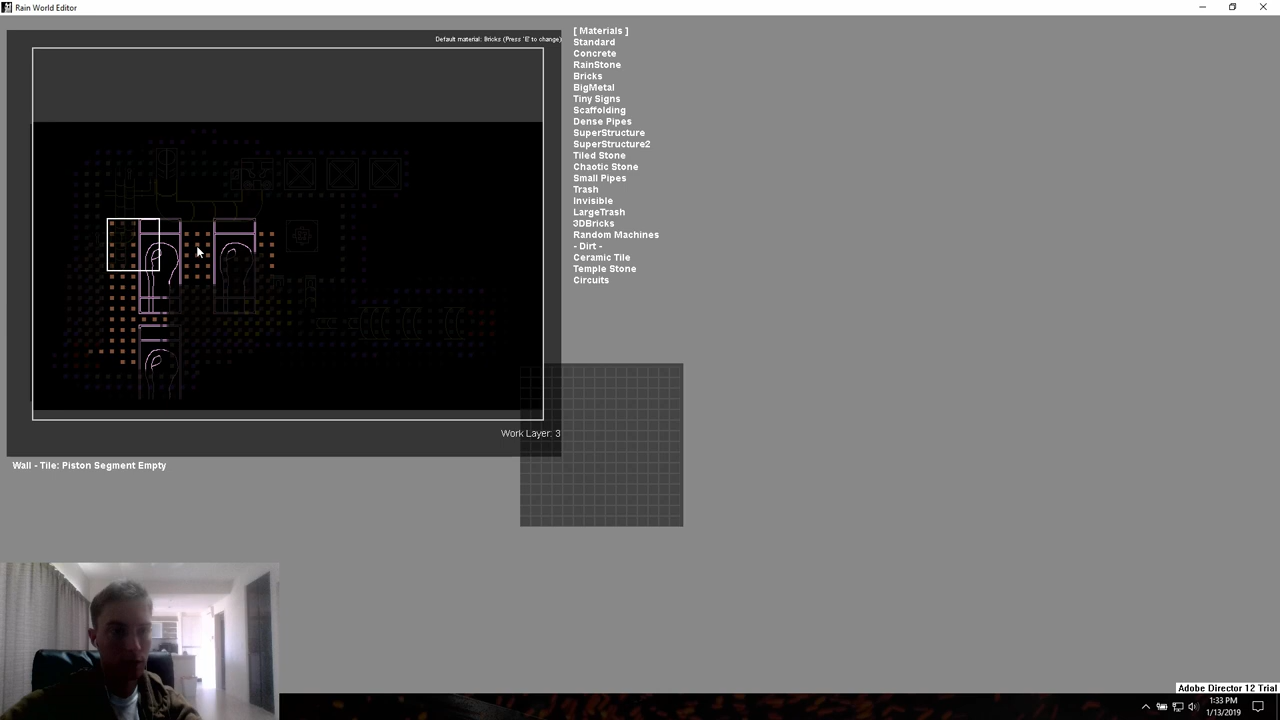 Rain World Editor
Default material: Bricks (Press 'E' to change)
[ Materials ]
Standard
Concrete
RainStone
Bricks
BigMetal
Tiny Signs
Scaffolding
Dense Pipes
SuperStructure
SuperStructure2
Tiled Stone
Chaotic Stone
Small Pipes
Trash
Invisible
LargeTrash
3DBricks
Random Machines
- Dirt -
Ceramic Tile
Temple Stone
Circuits
Work Layer: 3
Wall - Tile: Piston Segment Empty
Adobe Director 12 Trial
1:33 PM
1/13/2019